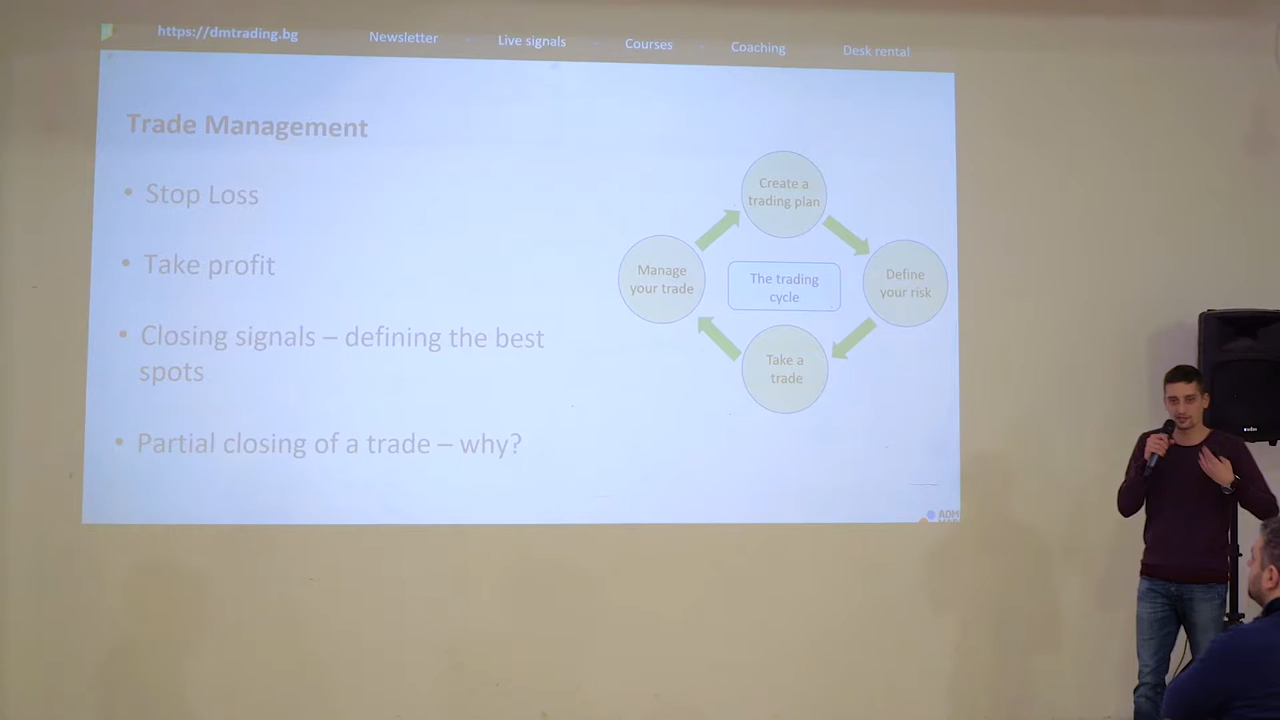 https://dmtrading.bg Newsletter - Live signals - Courses - Coaching Desk rental
Trade Management
• Stop Loss
• Take profit
• Closing signals – defining the best
spots
• Partial closing of a trade – why?
Create a
trading plan
Define
your risk
Take a
trade
Manage
your trade
The trading
cycle
ADM